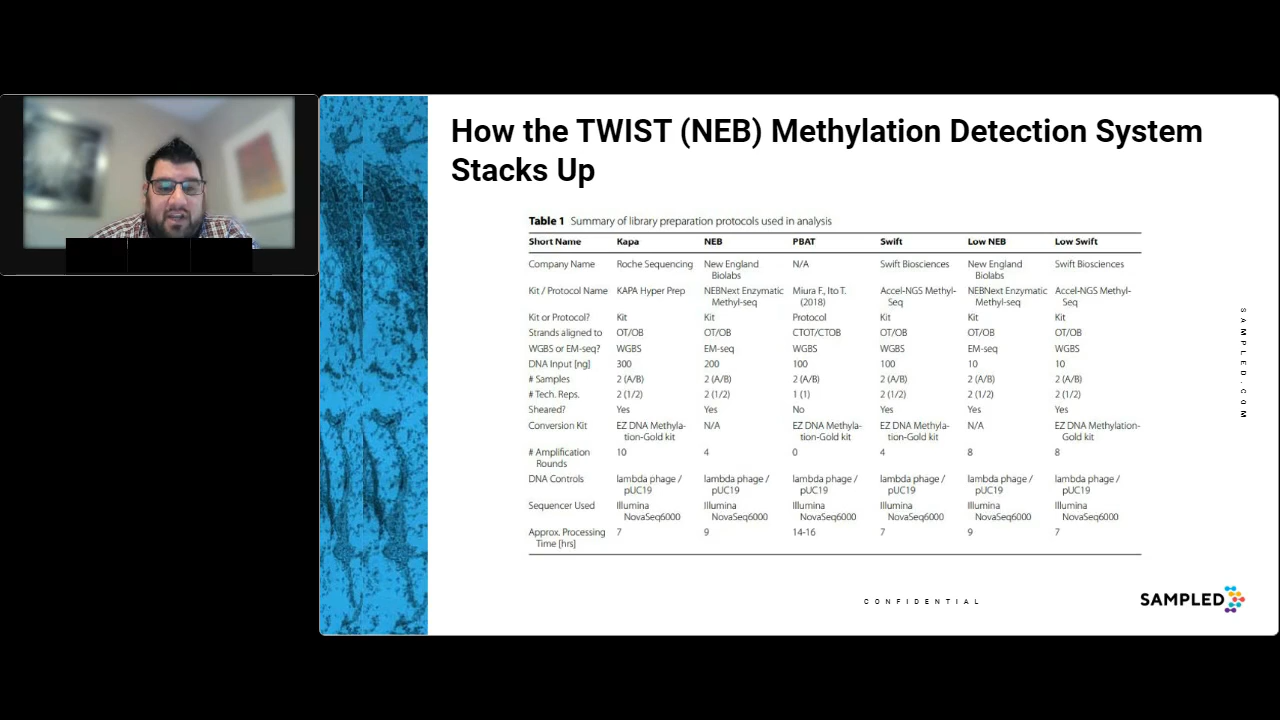 How the TWIST (NEB) Methylation Detection System
Stacks Up
Table 1 Summary of library preparation protocols used in analysis
Short Name Kapa NEB PBAT Swift Low NEB Low Swift
Company Name Roche Sequencing New England N/A Swift Biosciences New England Swift Biosciences
Biolabs Biolabs
Kit / Protocol Name KAPA Hyper Prep NEBNext Enzymatic Miura F., Ito T. Accel-NGS Methyl- NEBNext Enzymatic Accel-NGS Methyl-
Methyl-seq (2018) Seq Methyl-seq Seq
Kit or Protocol? Kit Kit Protocol Kit Kit Kit
Strands aligned to OT/OB OT/OB CTOT/CTOB OT/OB OT/OB OT/OB
WGBS or EM-seq? WGBS EM-seq WGBS WGBS EM-seq WGBS
DNA Input [ng] 300 200 100 100 10 10
# Samples 2 (A/B) 2 (A/B) 2 (A/B) 2 (A/B) 2 (A/B) 2 (A/B)
# Tech. Reps. 2 (1/2) 2 (1/2) 1 (1) 2 (1/2) 2 (1/2) 2 (1/2)
Sheared? Yes Yes No Yes Yes Yes
Conversion Kit EZ DNA Methyla- N/A EZ DNA Methyla- EZ DNA Methyla- N/A EZ DNA Methylation-
tion-Gold kit tion-Gold kit tion-Gold kit Gold kit
# Amplification 10 4 0 4 8 8
Rounds
DNA Controls lambda phage / lambda phage / lambda phage / lambda phage / lambda phage / lambda phage /
pUC19 pUC19 pUC19 pUC19 pUC19 pUC19
Sequencer Used Illumina Illumina Illumina Illumina Illumina Illumina
NovaSeq6000 NovaSeq6000 NovaSeq6000 NovaSeq6000 NovaSeq6000 NovaSeq6000
Approx. Processing 7 9 14-16 7 9 7
Time [hrs]
SAMPLED.COM
CONFIDENTIAL
SAMPLED